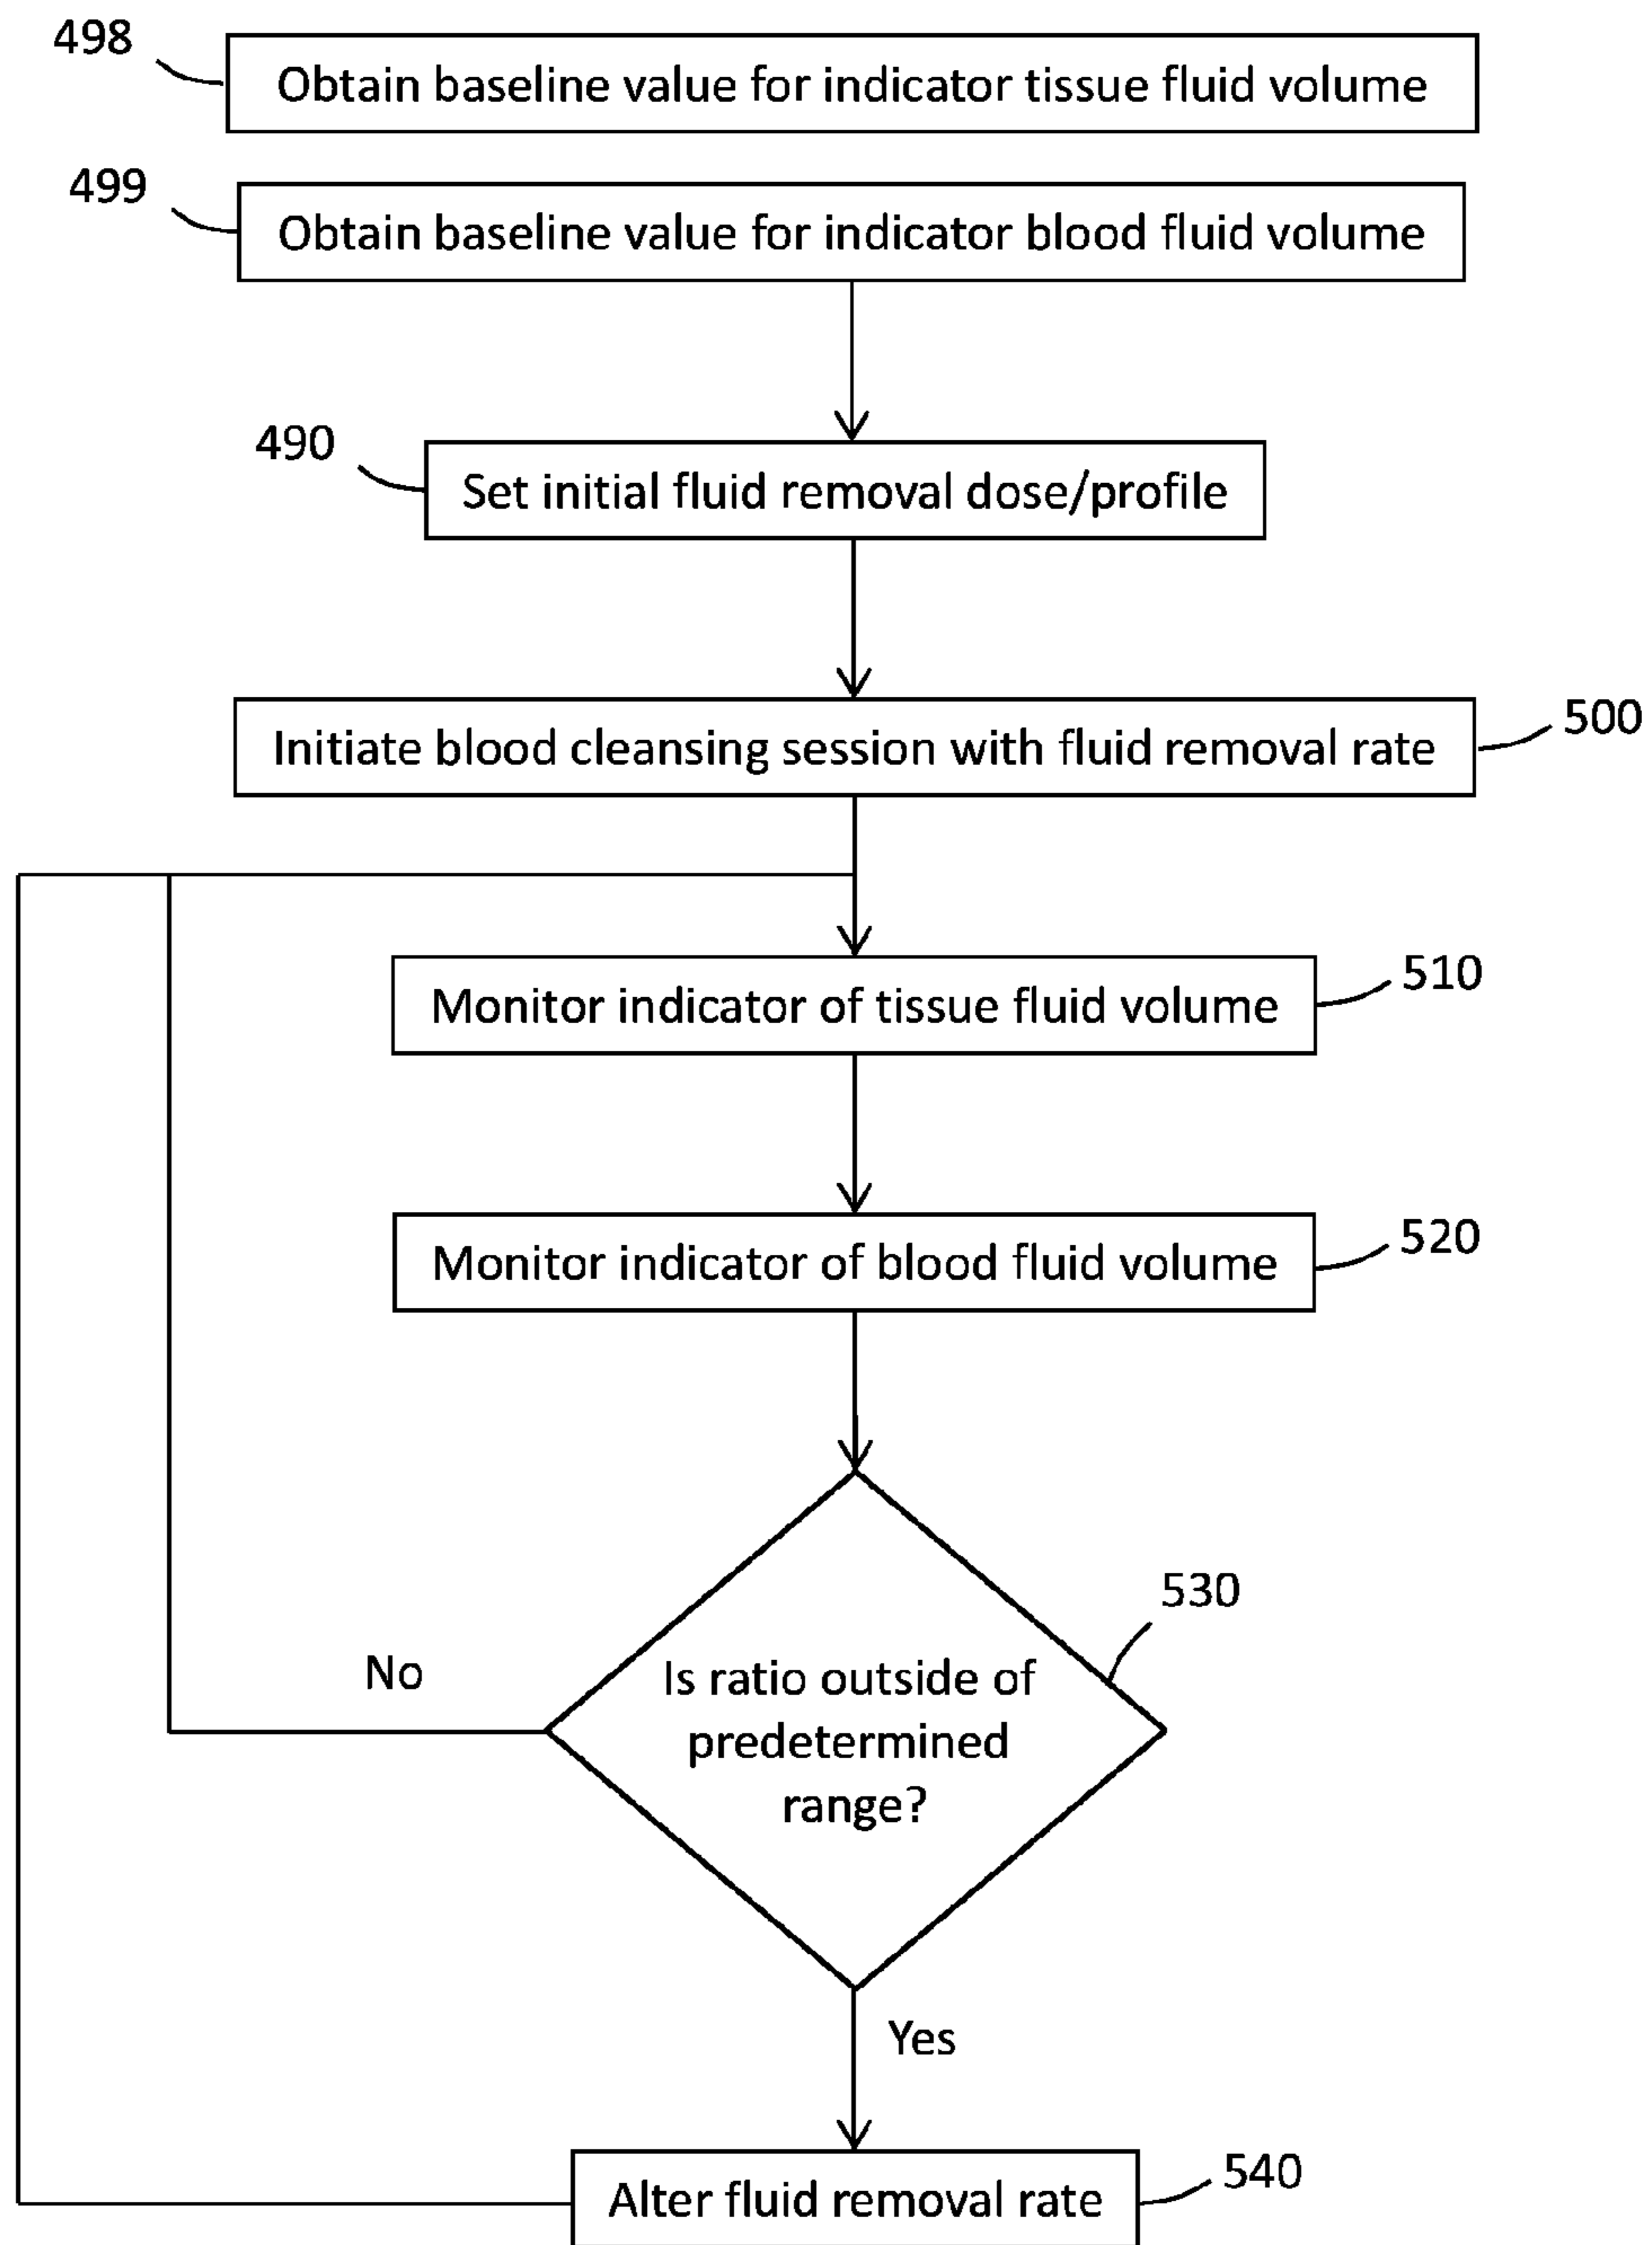 498
Obtain baseline value for indicator tissue fluid volume
499
Obtain baseline value for indicator blood fluid volume
490
Set initial fluid removal dose/profile
Initiate blood cleansing session with fluid removal rate
500
Monitor indicator of tissue fluid volume
510
Monitor indicator of blood fluid volume
520
530
Is ratio outside of
predetermined
range?
No
Yes
Alter fluid removal rate
540